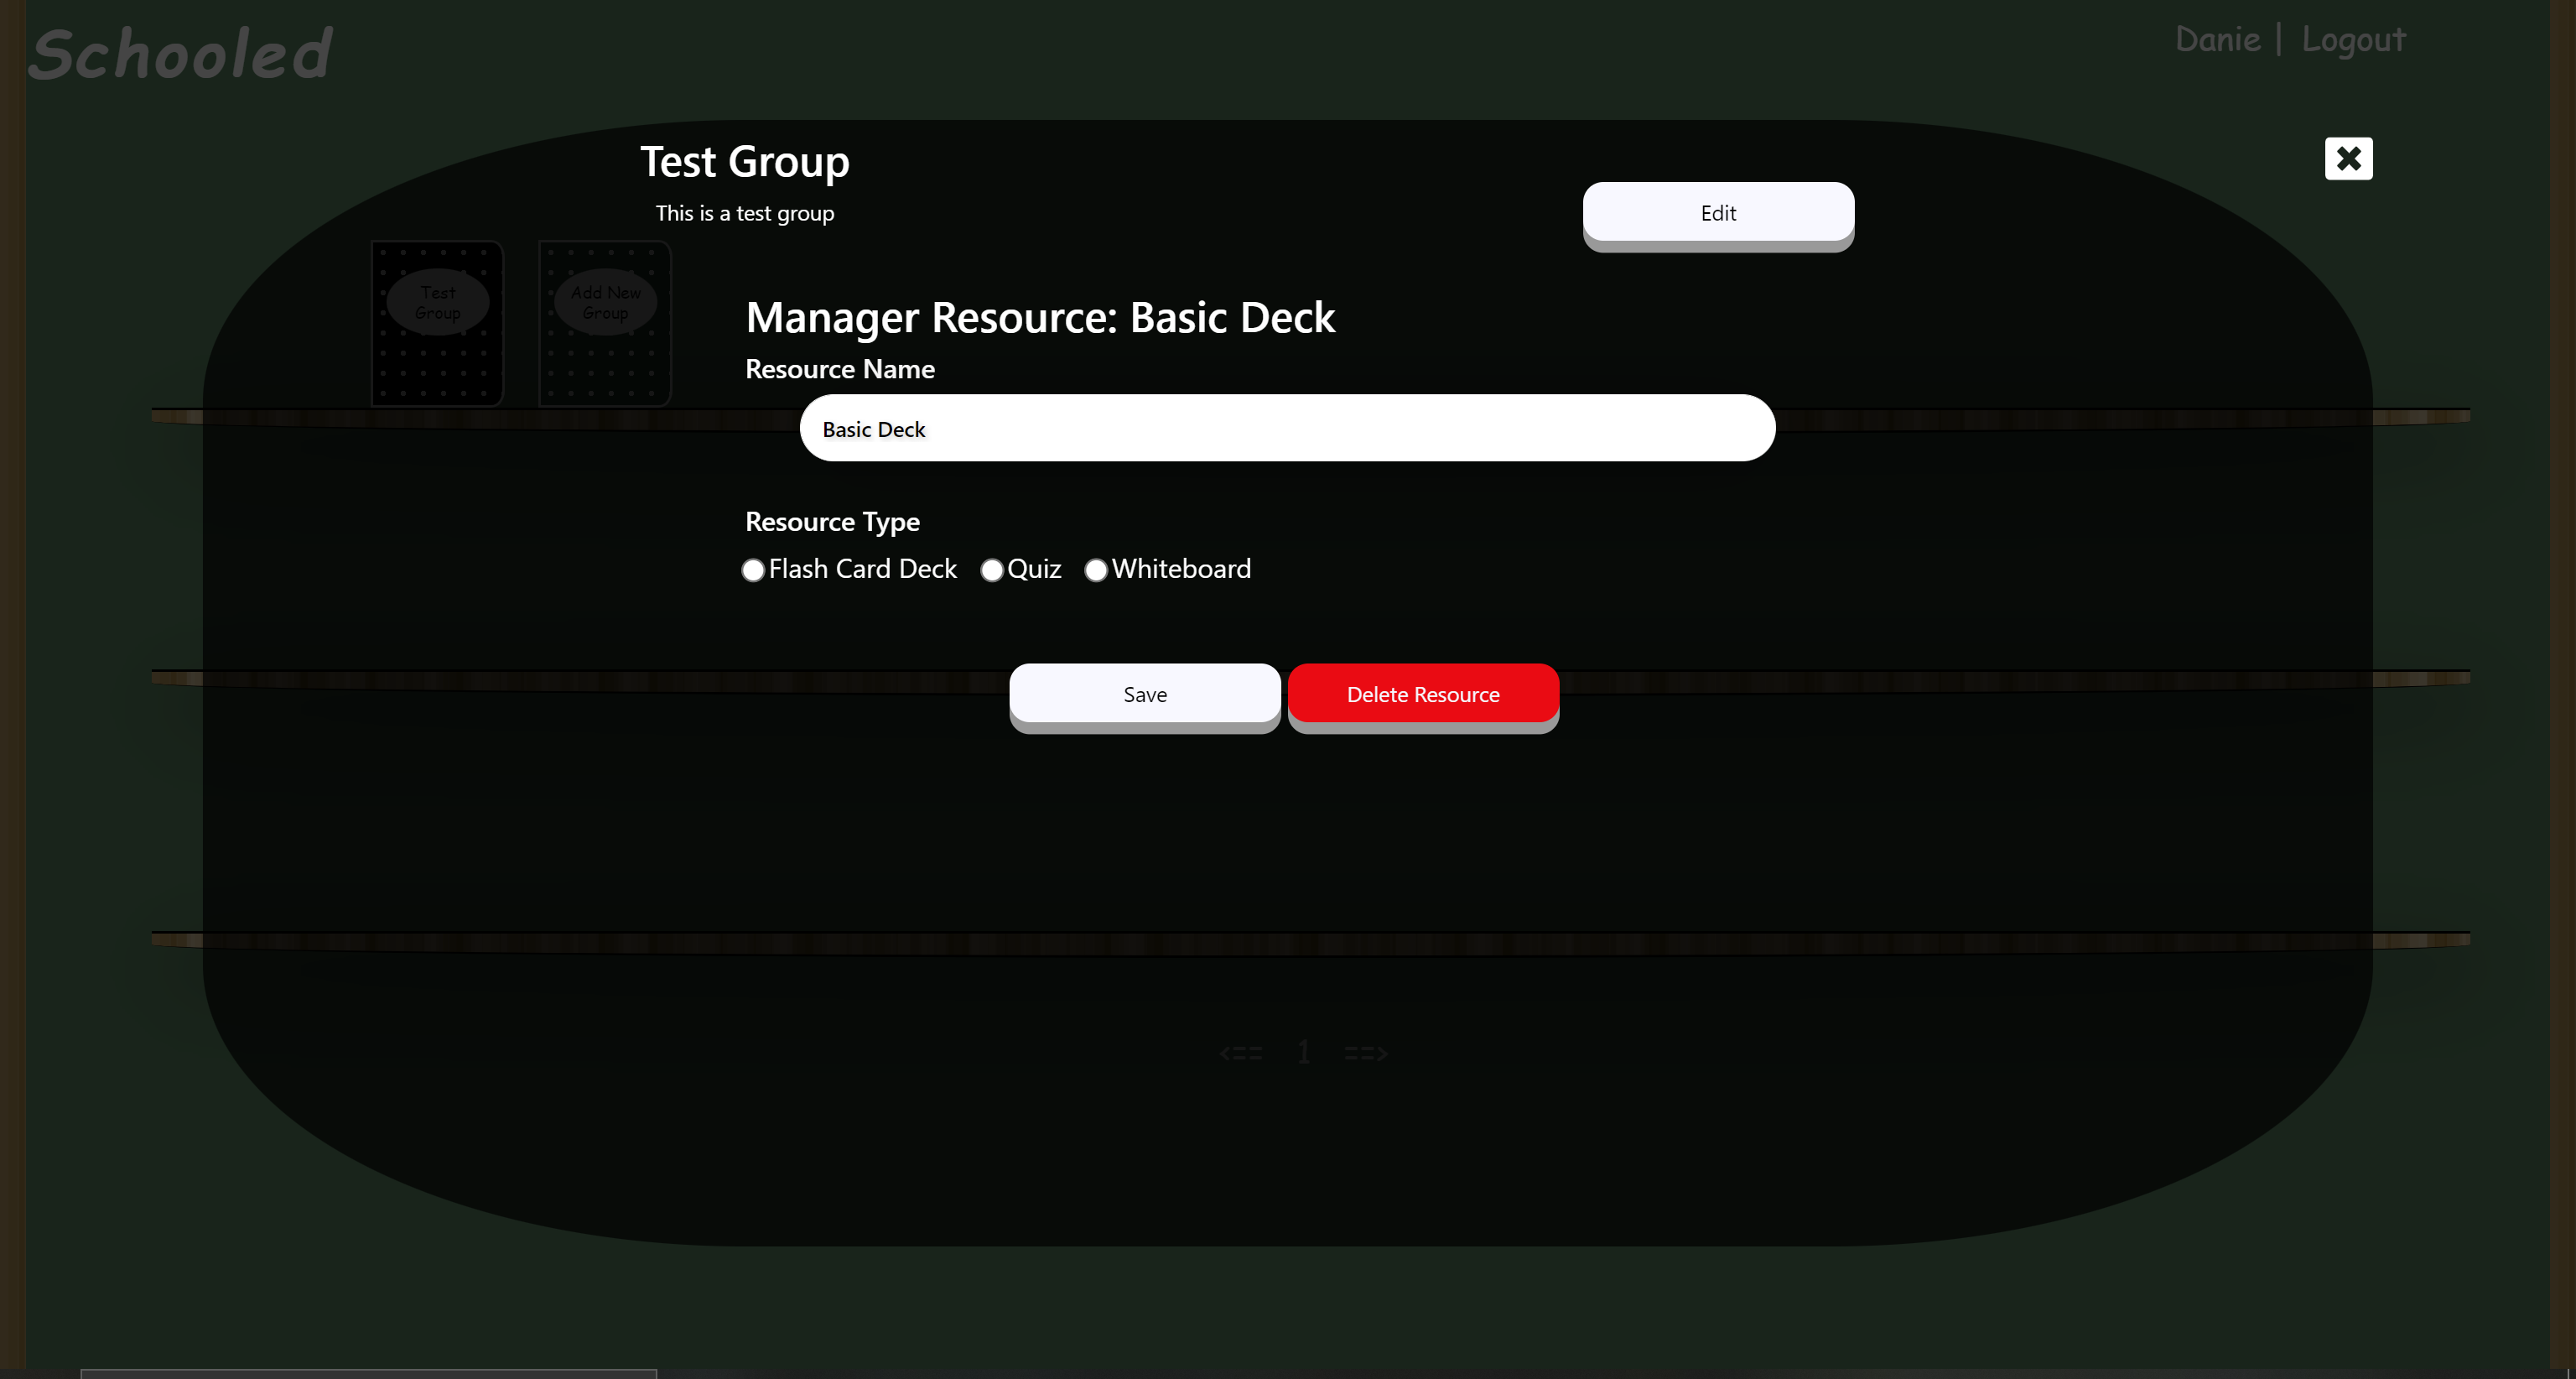 Schooled
Danie | Logout
Test Group
This is a test group
Edit
Test
Group
Add New
Group
Manager Resource: Basic Deck
Resource Name
Basic Deck
Resource Type
Flash Card Deck Quiz Whiteboard
Save Delete Resource
<== 1 ==>